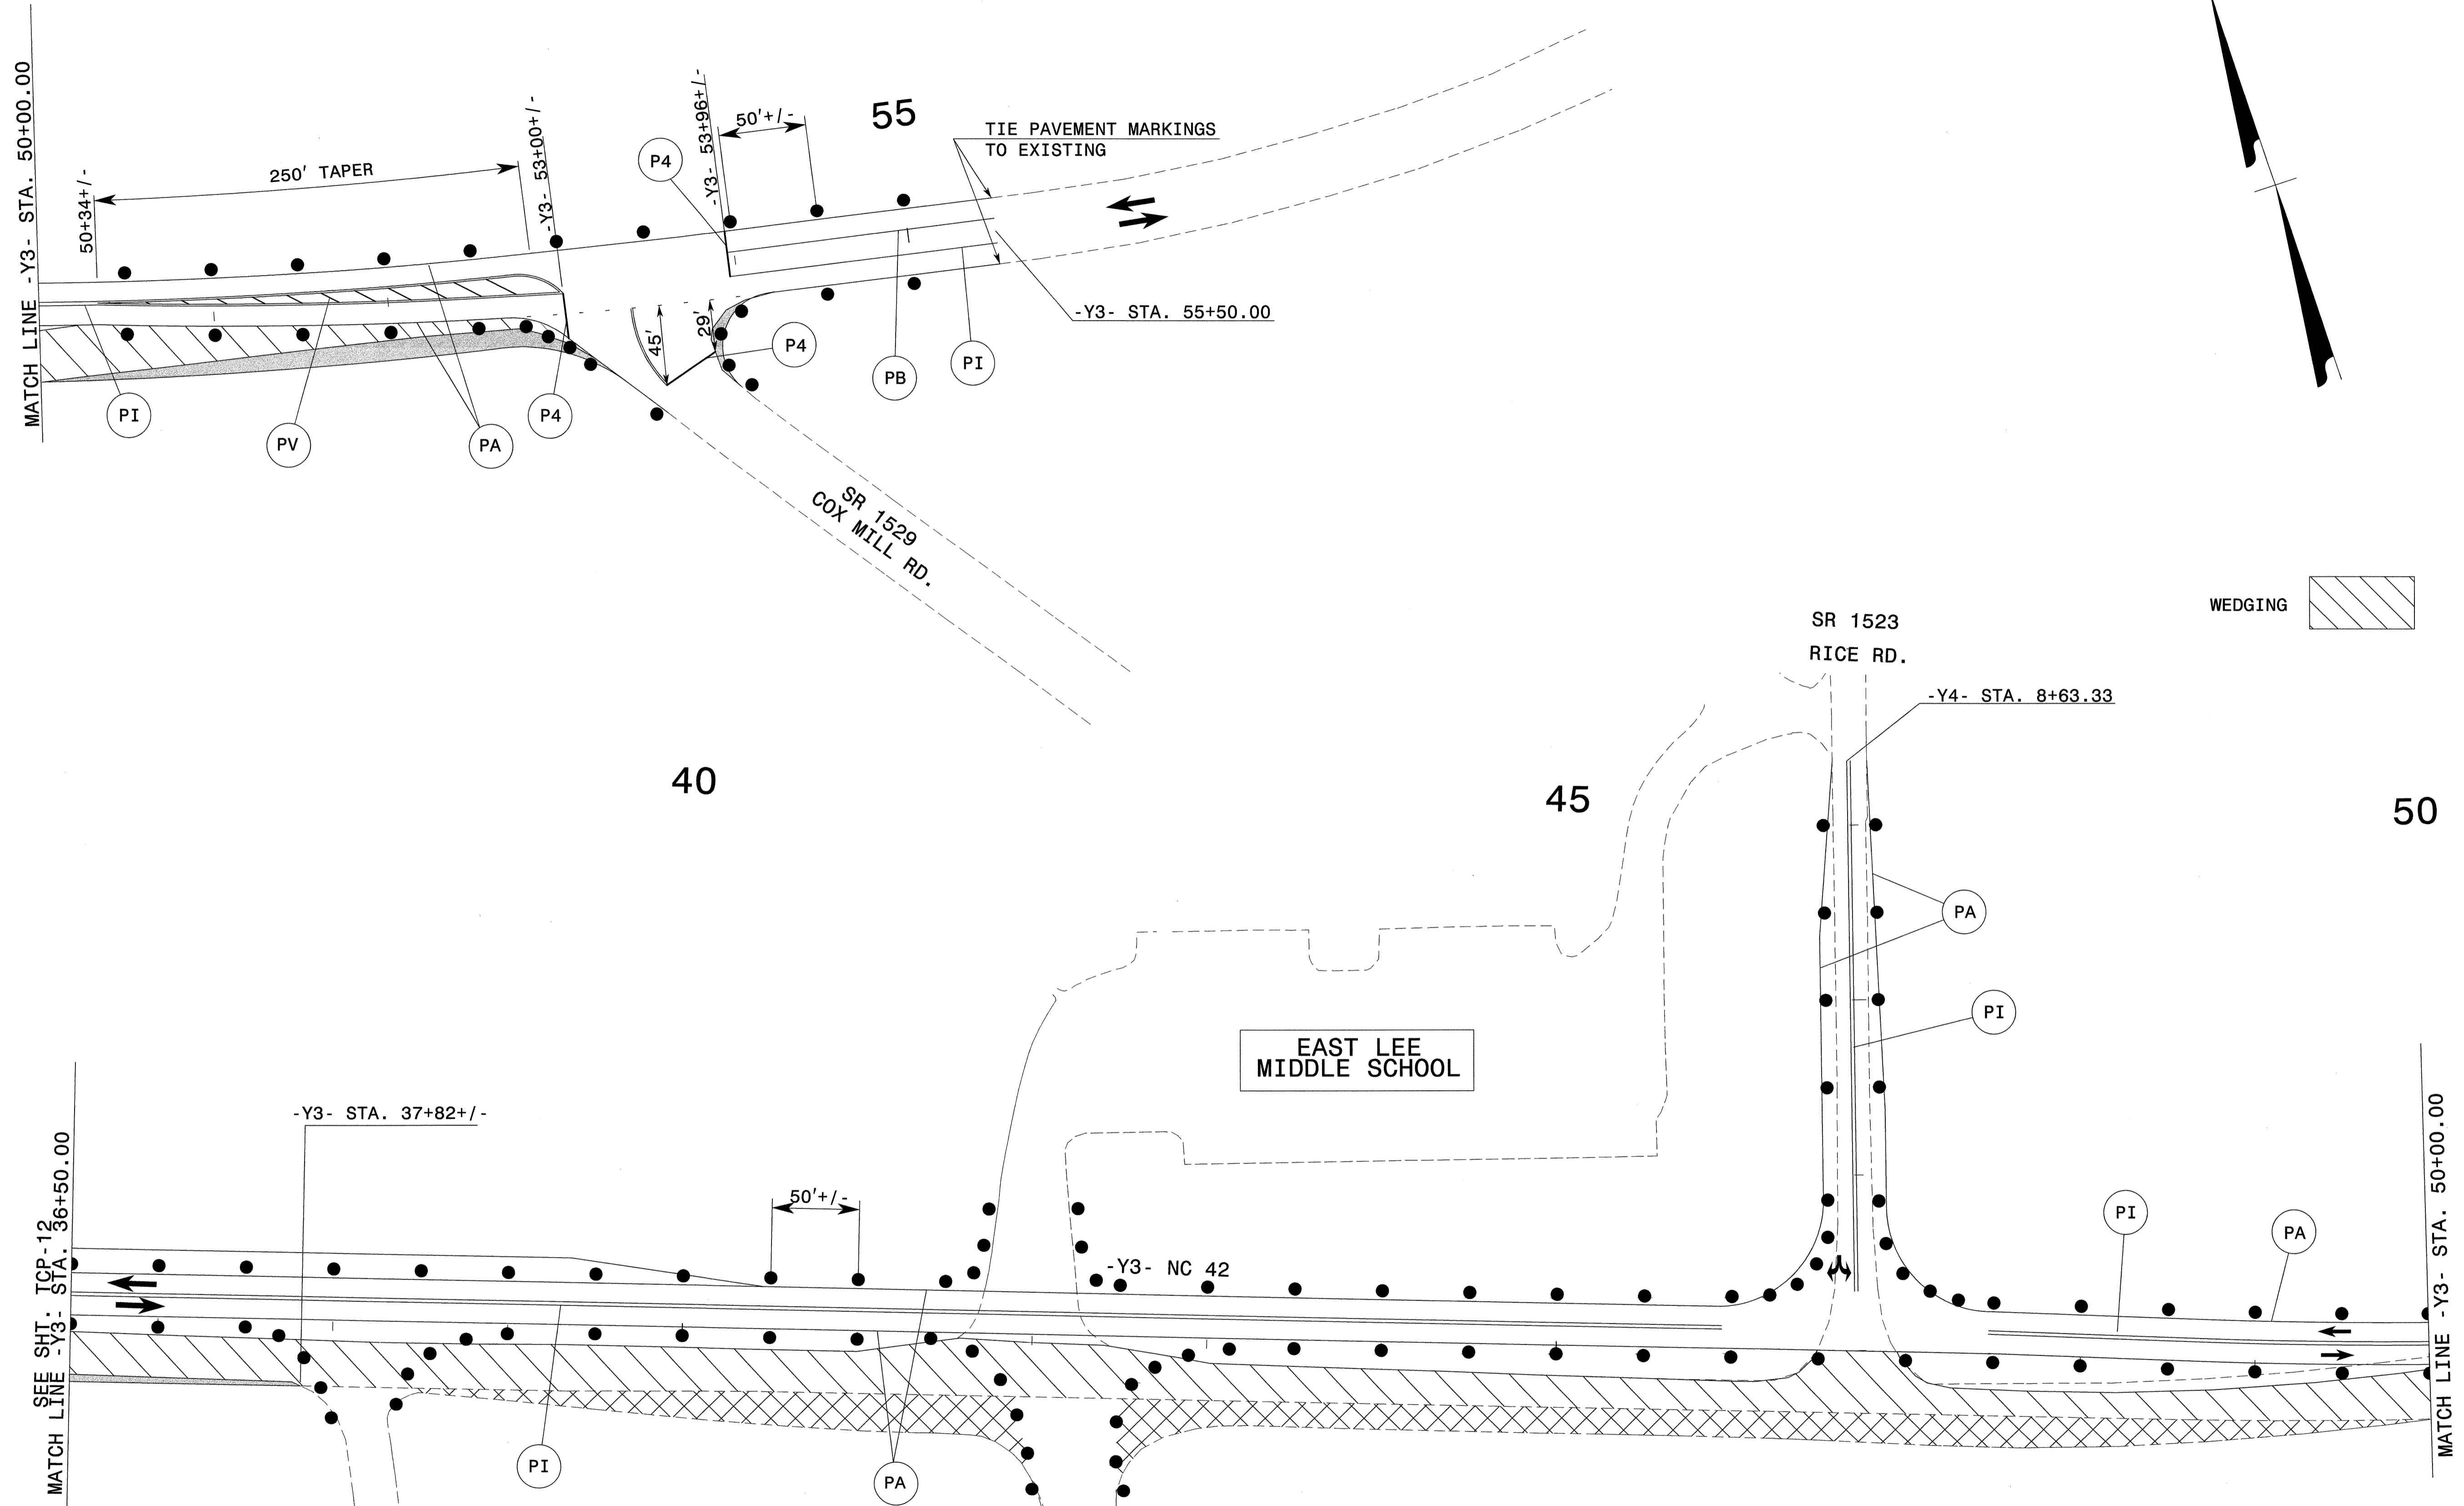 MATCH LINE -Y3- STA. 50+00.00
50+34+/-
250' TAPER
-Y3- 53+00+/-
P4
-Y3- 53+96+/-
50'+/-
55
TIE PAVEMENT MARKINGS
TO EXISTING
45'
29'
P4
-Y3- STA. 55+50.00
PI
PV
PA
P4
PB
PI
SR 1529
COX MILL RD.
WEDGING
SR 1523
RICE RD.
-Y4- STA. 8+63.33
40
45
50
PA
PI
EAST LEE
MIDDLE SCHOOL
-Y3- STA. 37+82+/-
SEE SHT. TCP-12
MATCH LINE -Y3- STA. 36+50.00
50'+/-
-Y3- NC 42
PI
PA
PI
PA
MATCH LINE -Y3- STA. 50+00.00